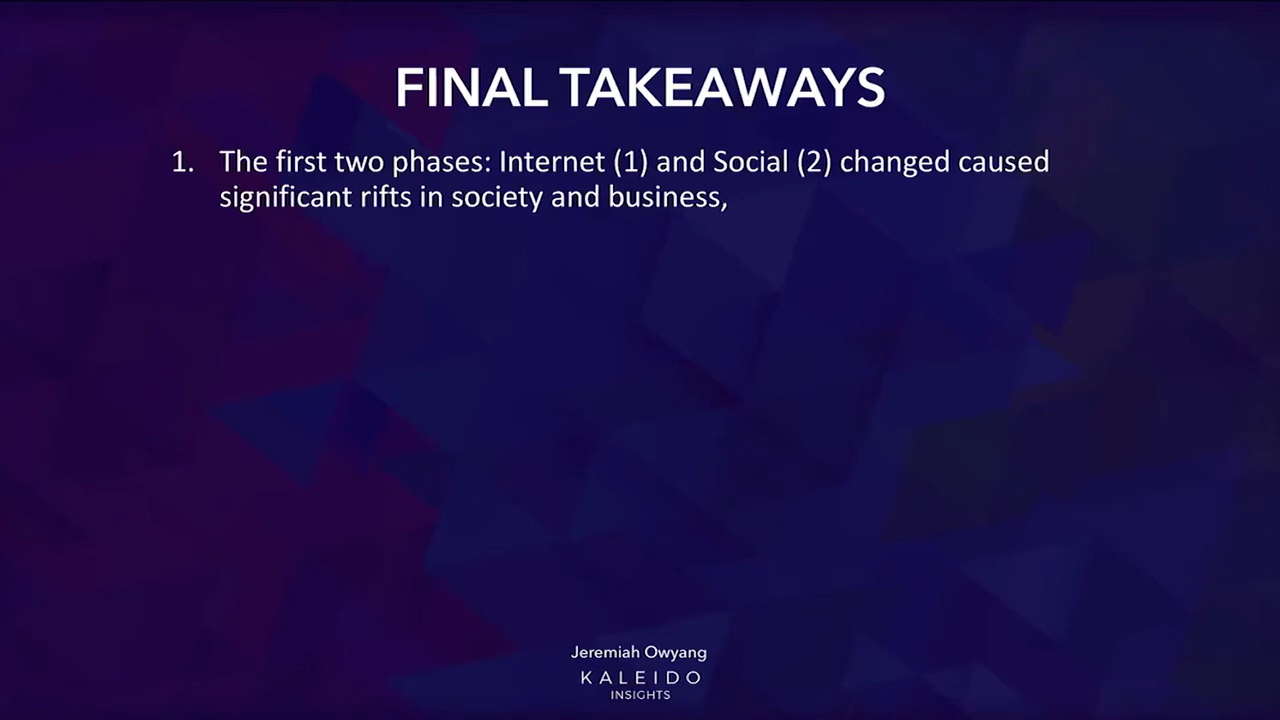 FINAL TAKEAWAYS
1. The first two phases: Internet (1) and Social (2) changed caused
significant rifts in society and business,
Jeremiah Owyang
KALEIDO
INSIGHTS